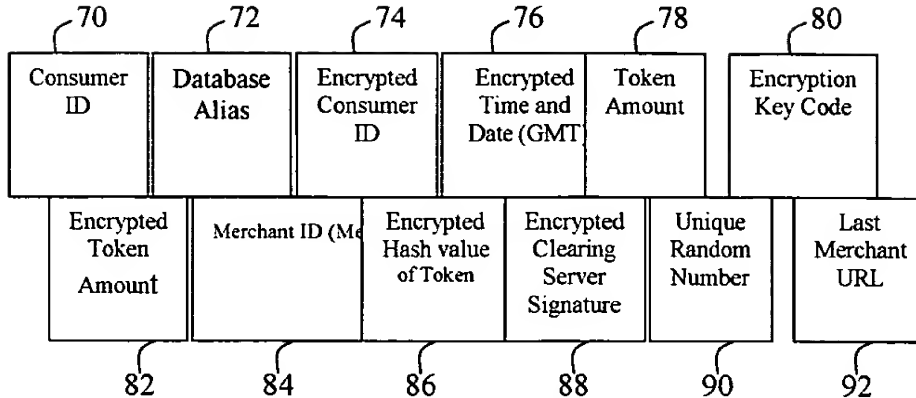 70
72
74
76
78
80
Consumer
ID
Database
Alias
Encrypted
Consumer
ID
Encrypted
Time and
Date (GMT
Token
Amount
Encryption
Key Code
Encrypted
Token
Amount
Merchant ID (Me
Encrypted
Hash value
of Token
Encrypted
Clearing
Server
Signature
Unique
Random
Number
Last
Merchant
URL
82
84
86
88
90
92